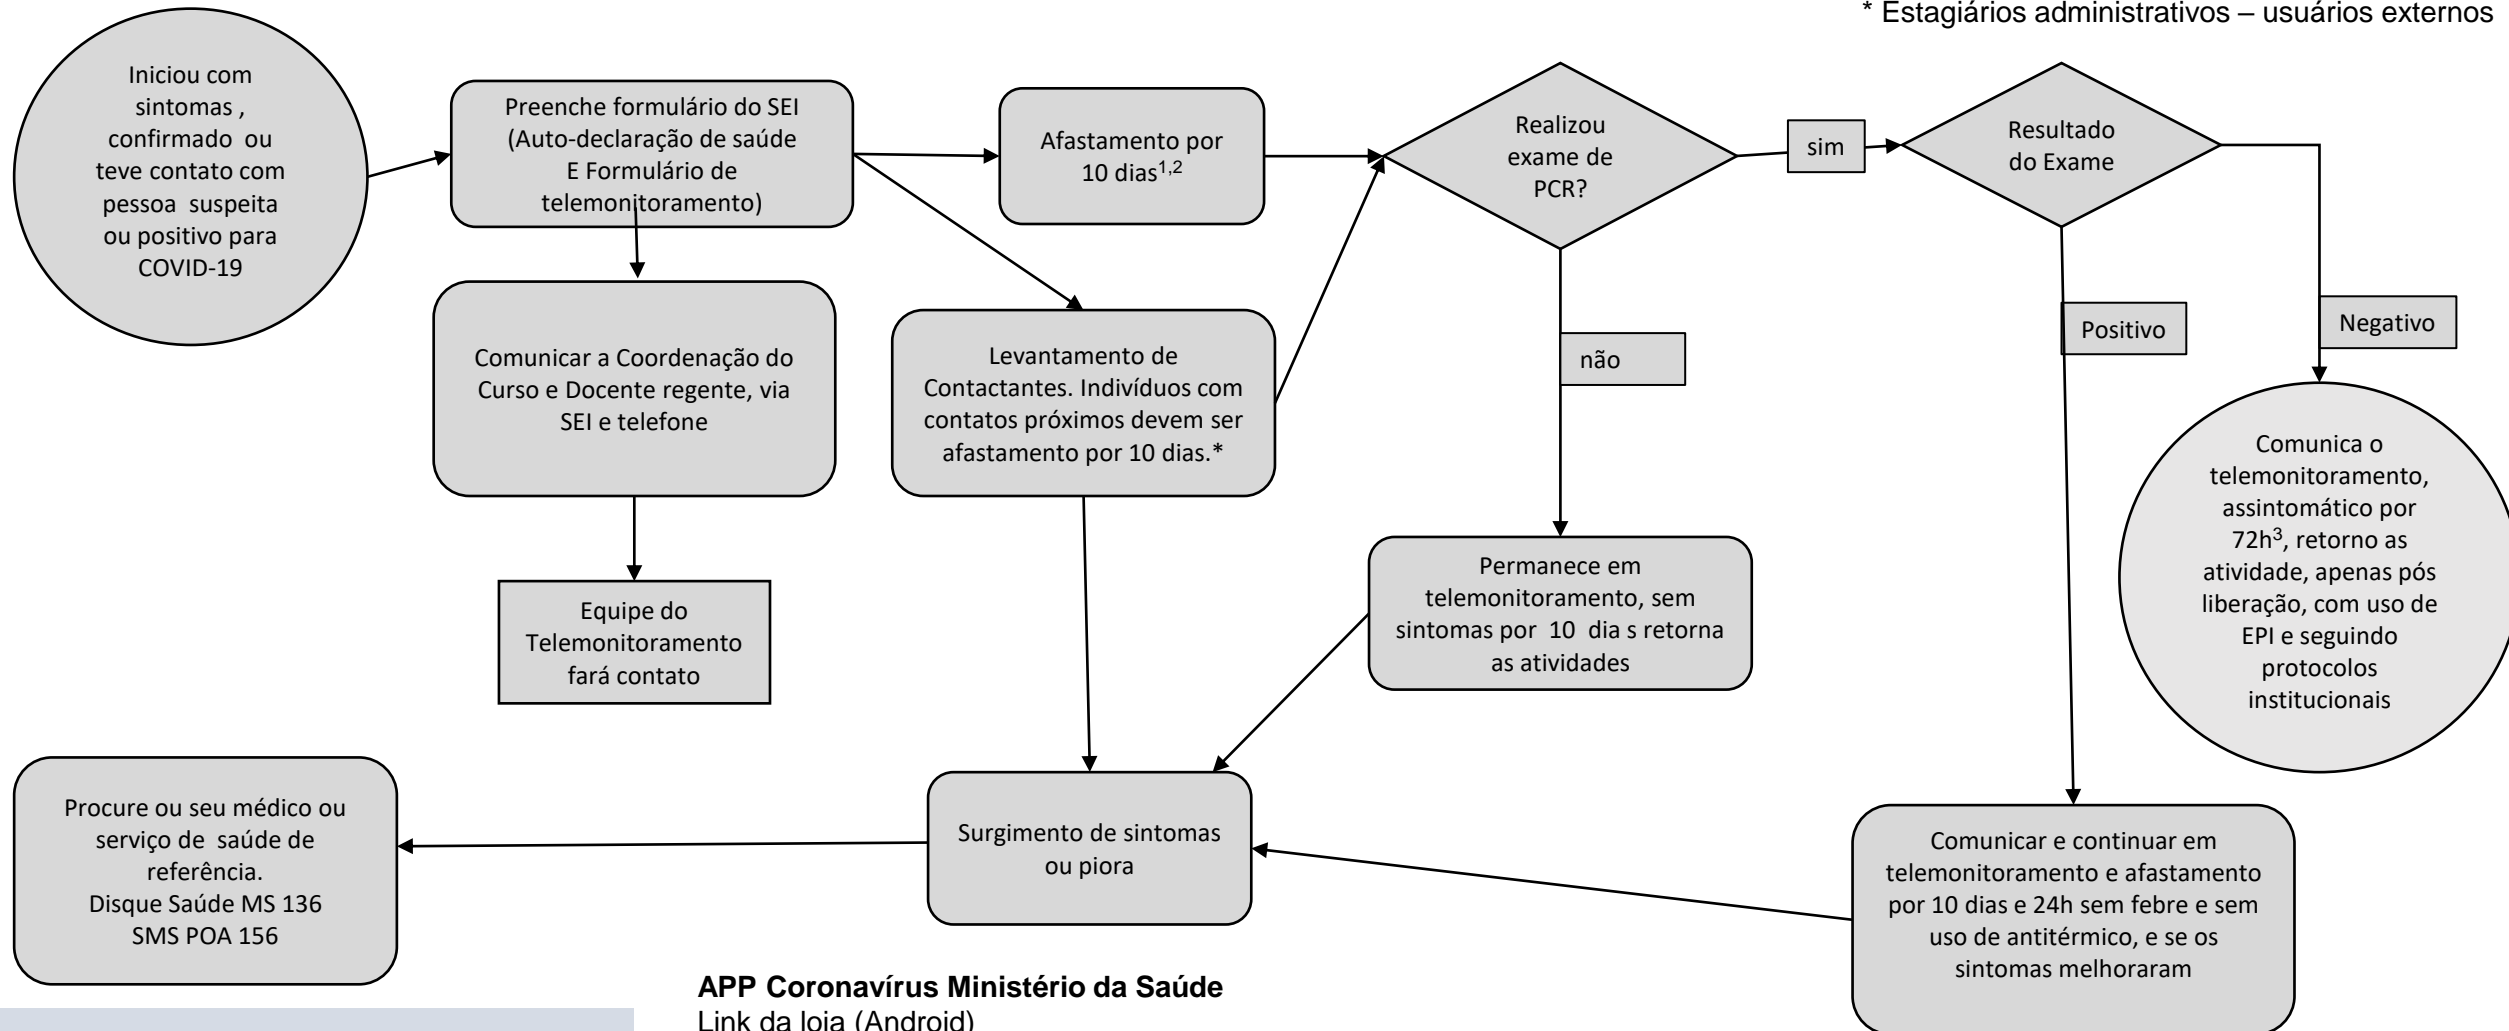 * Estagiários administrativos – usuários externos
Iniciou com
sintomas ,
confirmado ou
teve contato com
pessoa suspeita
ou positivo para
COVID-19
Preenche formulário do SEI
(Auto-declaração de saúde
E Formulário de
telemonitoramento)
Afastamento por
10 dias1,2
Realizou
exame de
PCR?
sim
Resultado
do Exame
Comunicar a Coordenação do
Curso e Docente regente, via
SEI e telefone
Levantamento de
Contactantes. Indivíduos com
contatos próximos devem ser
afastamento por 10 dias.*
não
Positivo
Negativo
Equipe do
Telemonitoramento
fará contato
Permanece em
telemonitoramento, sem
sintomas por 10 dia s retorna
as atividades
Comunica o
telemonitoramento,
assintomático por
72h3, retorno as
atividade, apenas pós
liberação, com uso de
EPI e seguindo
protocolos
institucionais
Procure ou seu médico ou
serviço de saúde de
referência.
Disque Saúde MS 136
SMS POA 156
Surgimento de sintomas
ou piora
Comunicar e continuar em
telemonitoramento e afastamento
por 10 dias e 24h sem febre e sem
uso de antitérmico, e se os
sintomas melhoraram
APP Coronavírus Ministério da Saúde
Link da loja (Android)